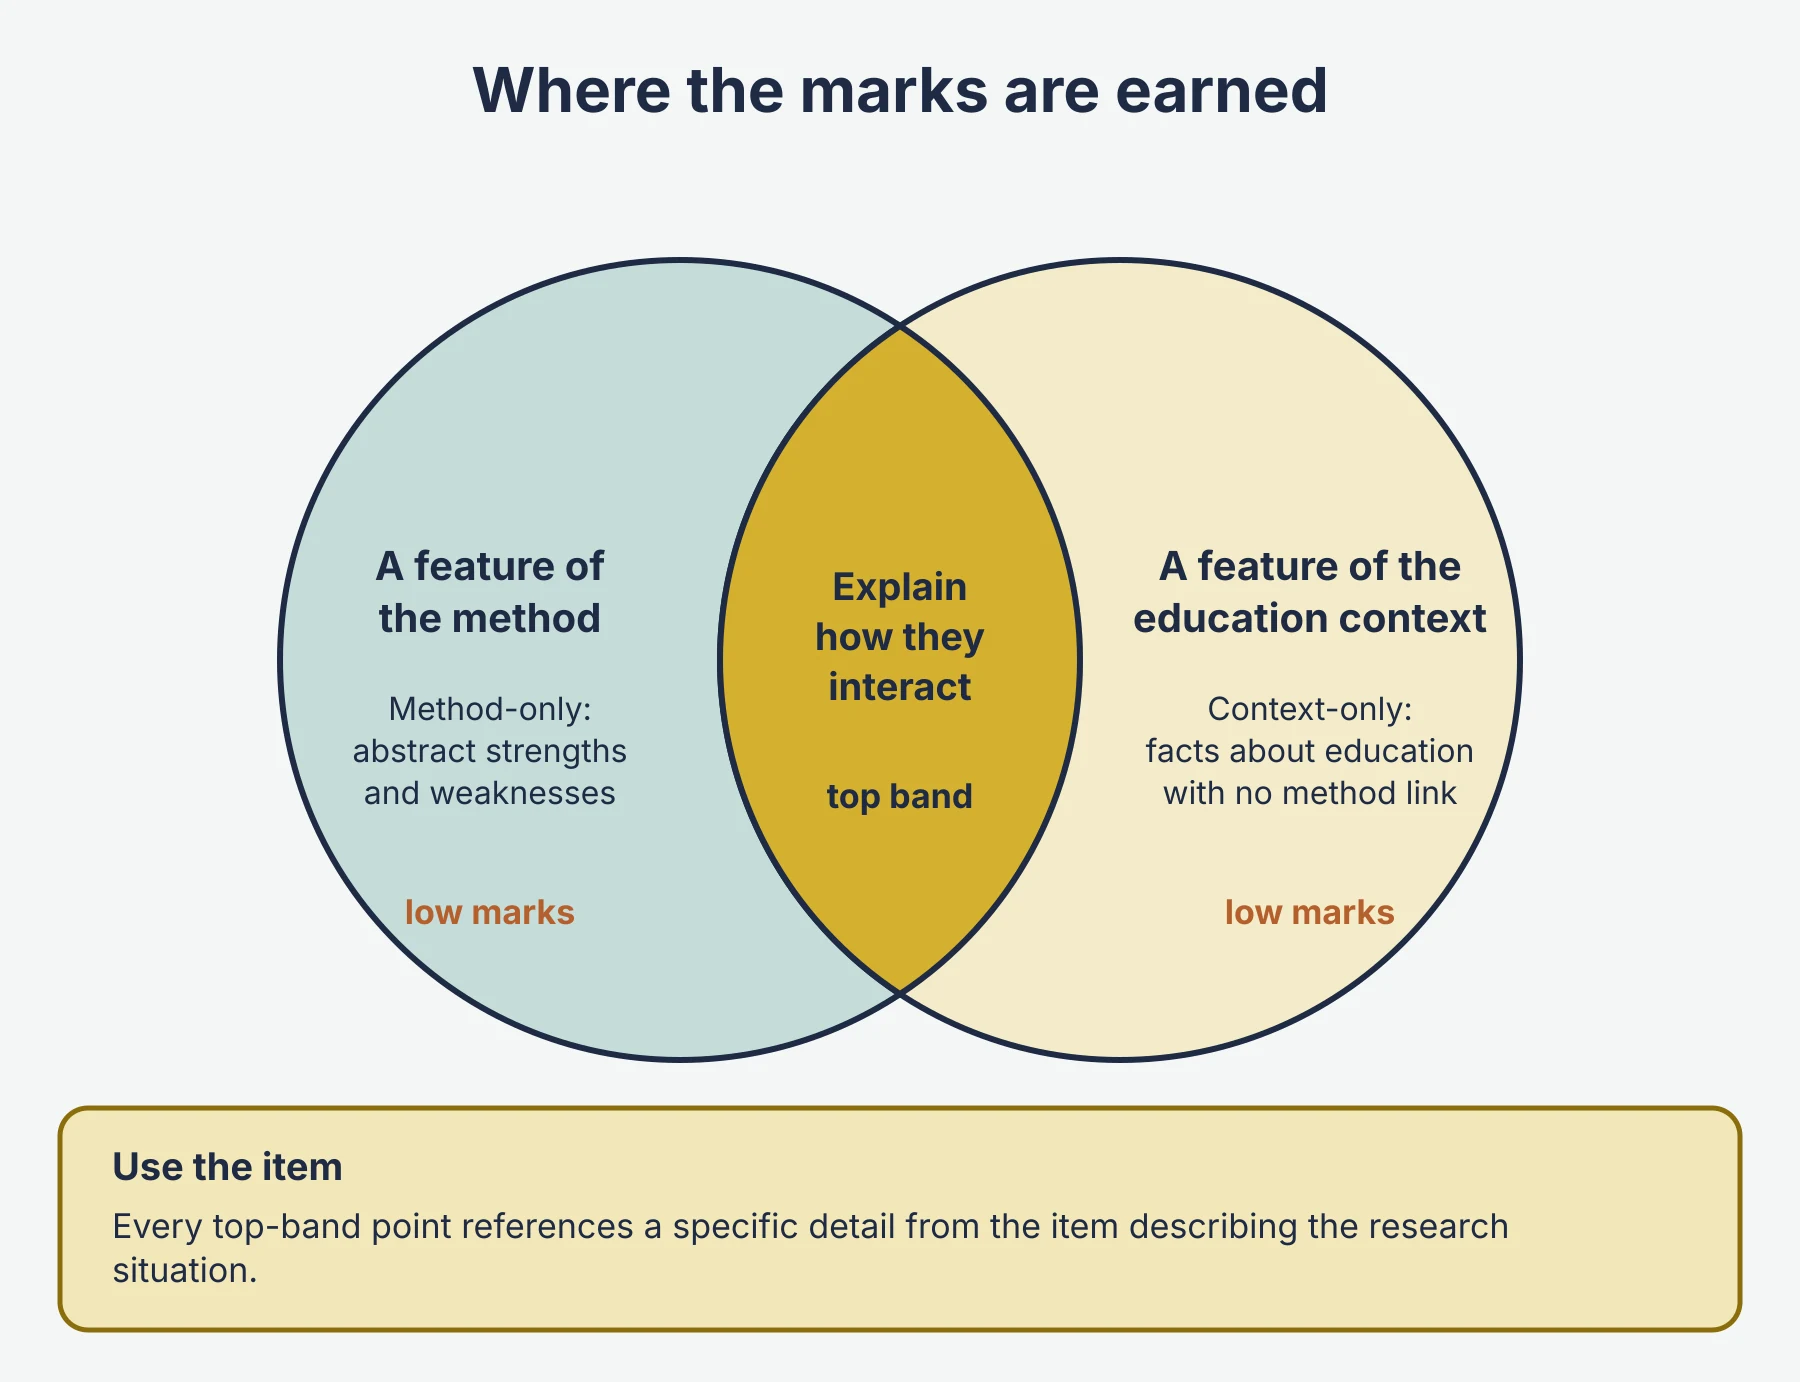 Where the marks are earned
A feature of
the method
Method-only:
abstract strengths
and weaknesses
low marks
Explain
how they
interact
top band
A feature of the
education context
Context-only:
facts about education
with no method link
low marks
Use the item
Every top-band point references a specific detail from the item describing the research
situation.